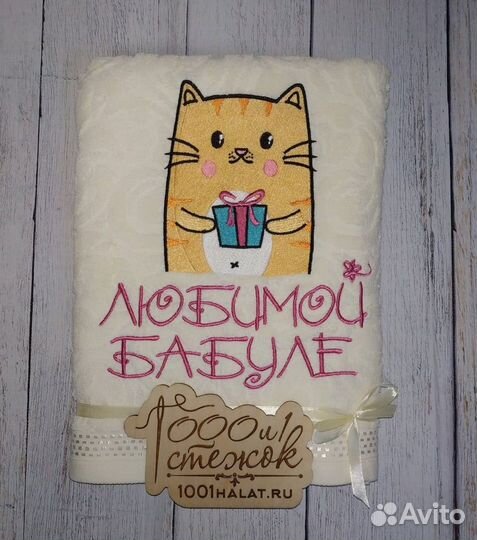 ЛЮБИМОЙ
БАБУЛЕ
1000 и 1
стежок
1001HALAT.RU
Avito